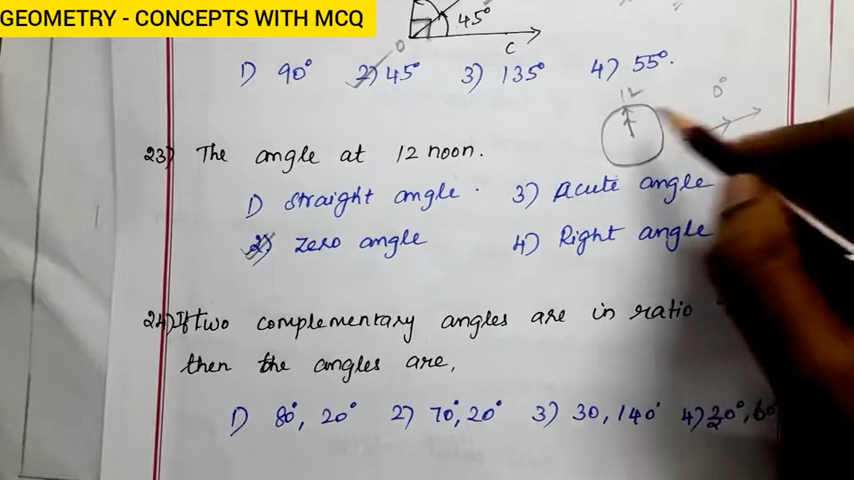 GEOMETRY - CONCEPTS WITH MCQ
45°
O
C
1) 90° 2) 45° 3) 135° 4) 55°.
12
0°
23) The angle at 12 noon.
1) straight angle. 3) Acute angle
2) zero angle 4) Right angle
24) If two complementary angles are in ratio
then the angles are,
1) 80°, 20° 2) 70°, 20° 3) 30, 140° 4) 30°, 60°